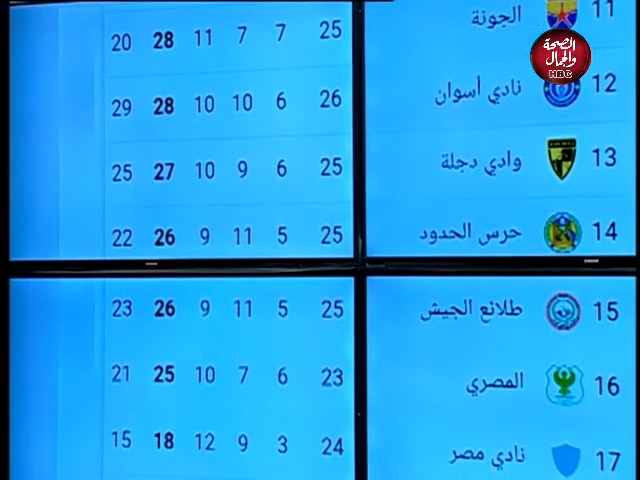 11 الجونة 25 7 7 11 28 20
الصحة والجمال
HBG
12 نادي أسوان 26 6 10 10 28 29
13 وادي دجلة 25 6 9 10 27 25
14 حرس الحدود 25 5 11 9 26 22
15 طلائع الجيش 25 5 11 9 26 23
16 المصري 23 6 7 10 25 21
17 نادي مصر 24 3 9 12 18 15